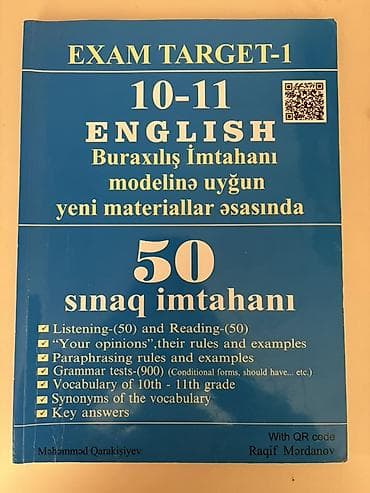 EXAM TARGET-1
10-11
ENGLISH
Buraxılış İmtahanı
modelinə uyğun
yeni materiallar əsasında
50
sınaq imtahanı
Listening-(50) and Reading-(50)
"Your opinions",their rules and examples
Paraphrasing rules and examples
Grammar tests-(900) (Conditional forms, should have... etc.)
Vocabulary of 10th - 11th grade
Synonyms of the vocabulary
Key answers
With QR code
Məhəmməd Qarakişiyev
Raqif Mərdanov